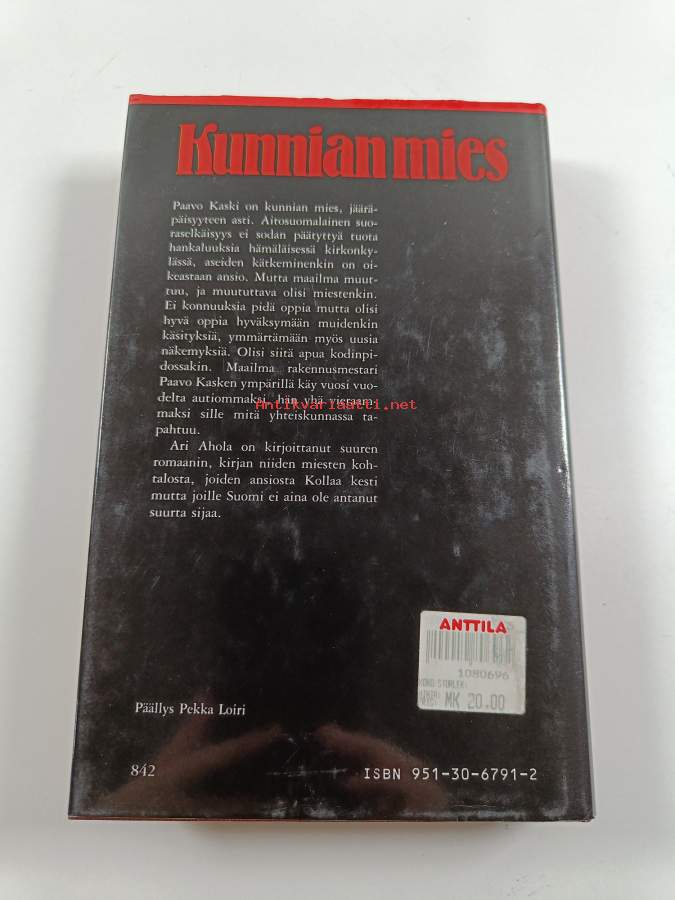 Kunnian mies
Paavo Kaski on kunnian mies, jäärä-
päisyyteen asti. Aitosuomalainen suo-
raselkäisyys ei sodan päätyttyä tuota
hankaluuksia hämäläisessä kirkonky-
lässä, aseiden kätkeminenkin on oi-
keastaan ansio. Mutta maailma muut-
tuu, ja muututtava olisi miestenkin.
Ei konnuuksia pidä oppia mutta olisi
hyvä oppia hyväksymään muidenkin
käsityksiä, ymmärtämään myös uusia
näkemyksiä. Olisi siitä apua kodinpi-
dossakin. Maailma rakennusmestari
Paavo Kasken ympärillä käy vuosi vuo-
delta autiommaksi, hän yhä vieraam-
maksi sille mitä yhteiskunnassa ta-
pahtuu.
Antikvariaatti.net
Ari Ahola on kirjoittanut suuren
romaanin, kirjan niiden miesten koh-
talosta, joiden ansiosta Kollaa kesti
mutta joille Suomi ei aina ole antanut
suurta sijaa.
ANTTILA
1080696
MK 20.00
Päällys Pekka Loiri
842
ISBN 951-30-6791-2